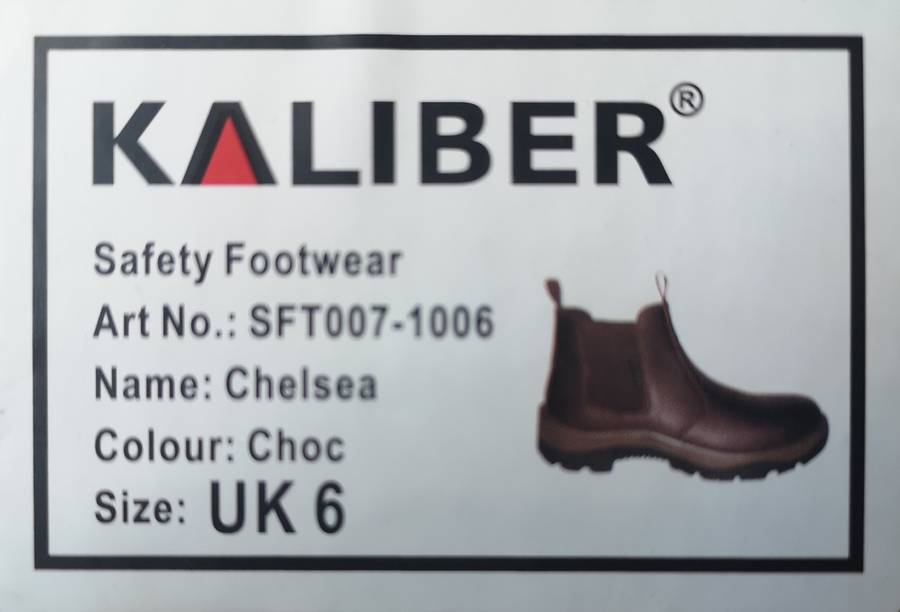 KALIBER®
Safety Footwear
Art No.: SFT007-1006
Name: Chelsea
Colour: Choc
Size: UK 6